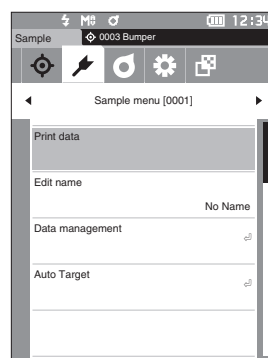 12:34
Sample
0003 Bumper
Sample menu [0001]
Print data
Edit name
No Name
Data management
Auto Target